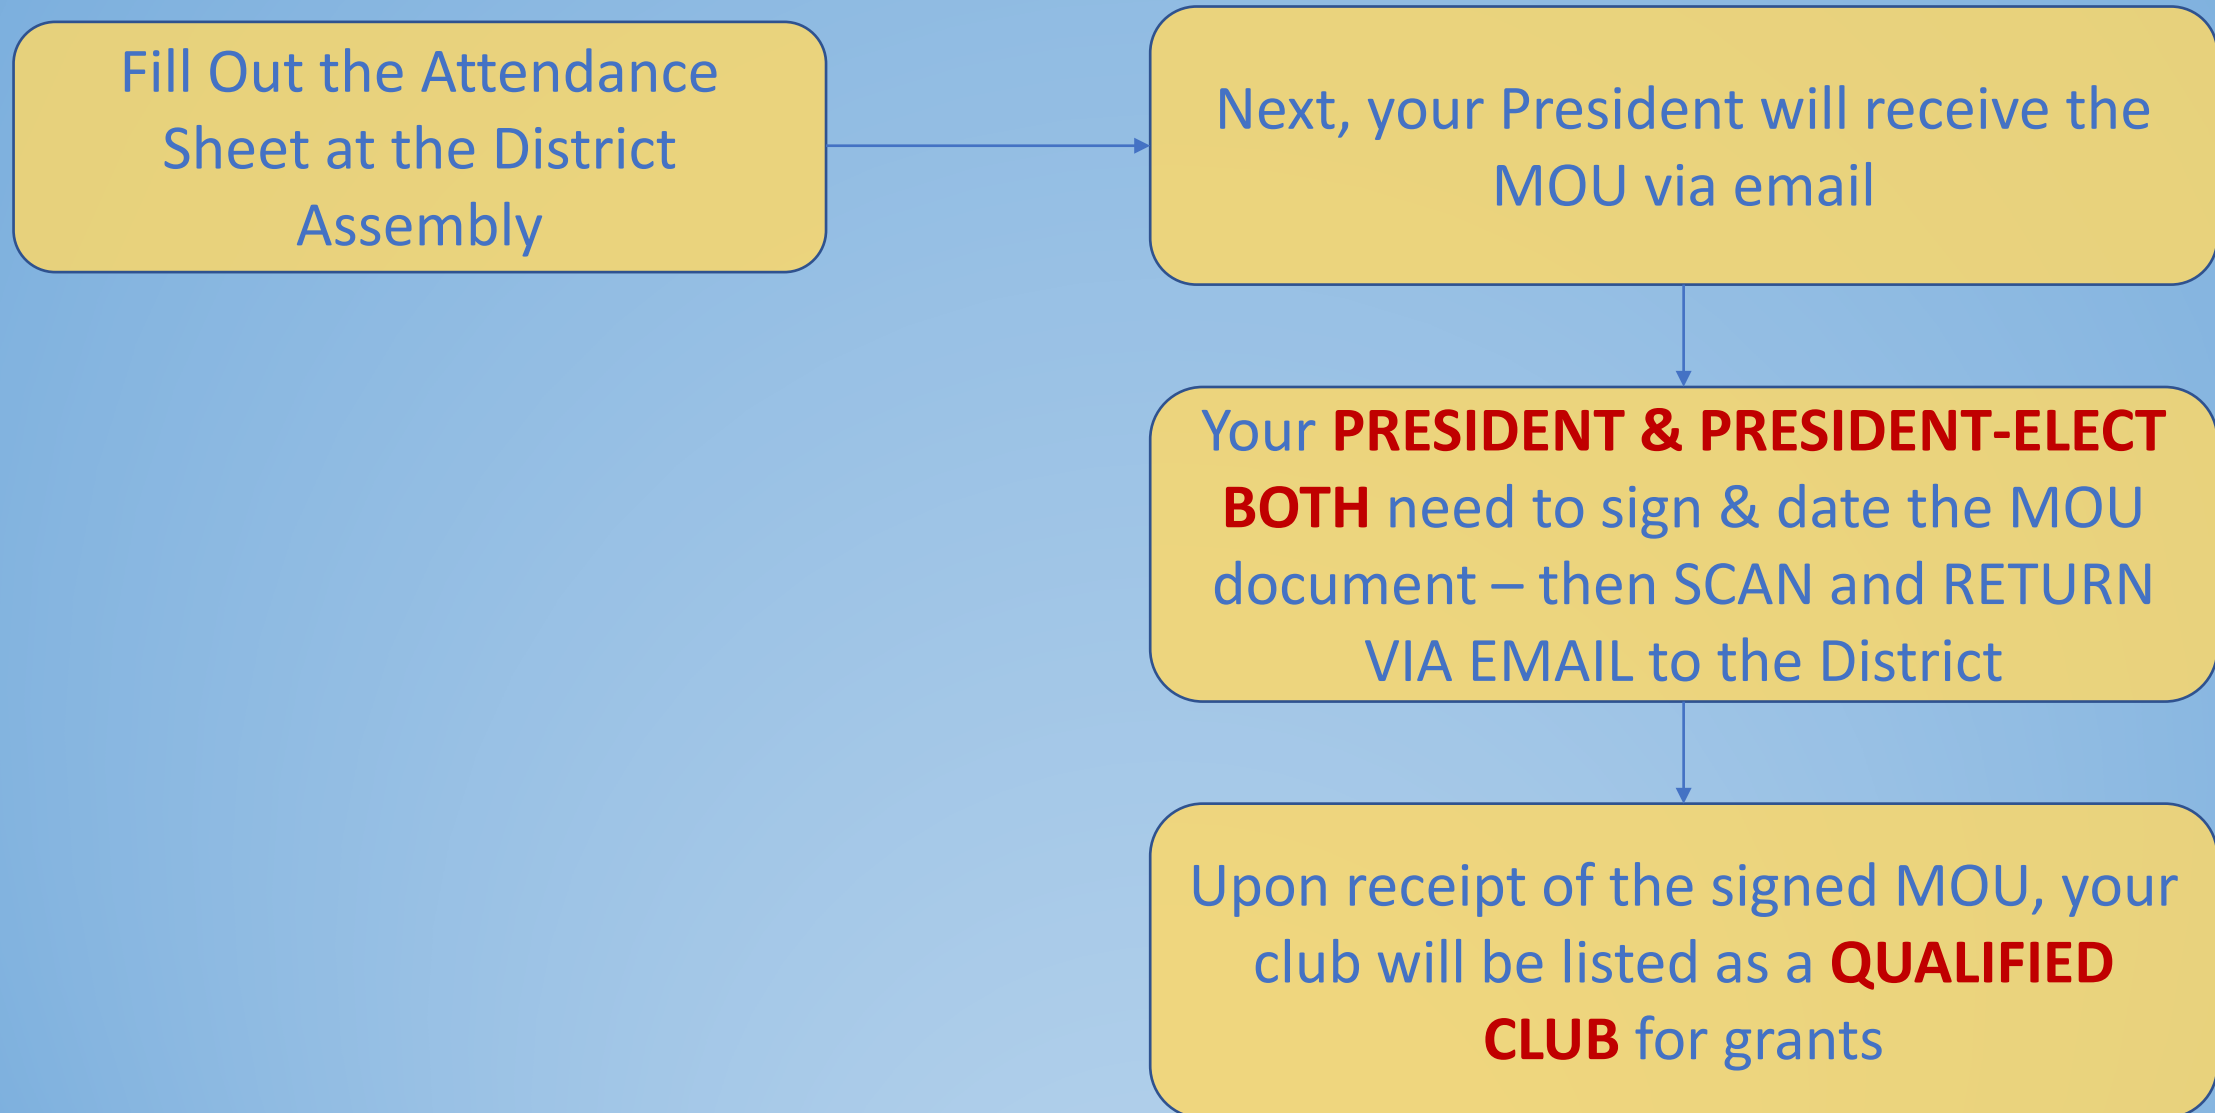 Fill Out the Attendance
Sheet at the District
Assembly
Next, your President will receive the
MOU via email
Your PRESIDENT & PRESIDENT-ELECT
BOTH need to sign & date the MOU
document – then SCAN and RETURN
VIA EMAIL to the District
Upon receipt of the signed MOU, your
club will be listed as a QUALIFIED
CLUB for grants